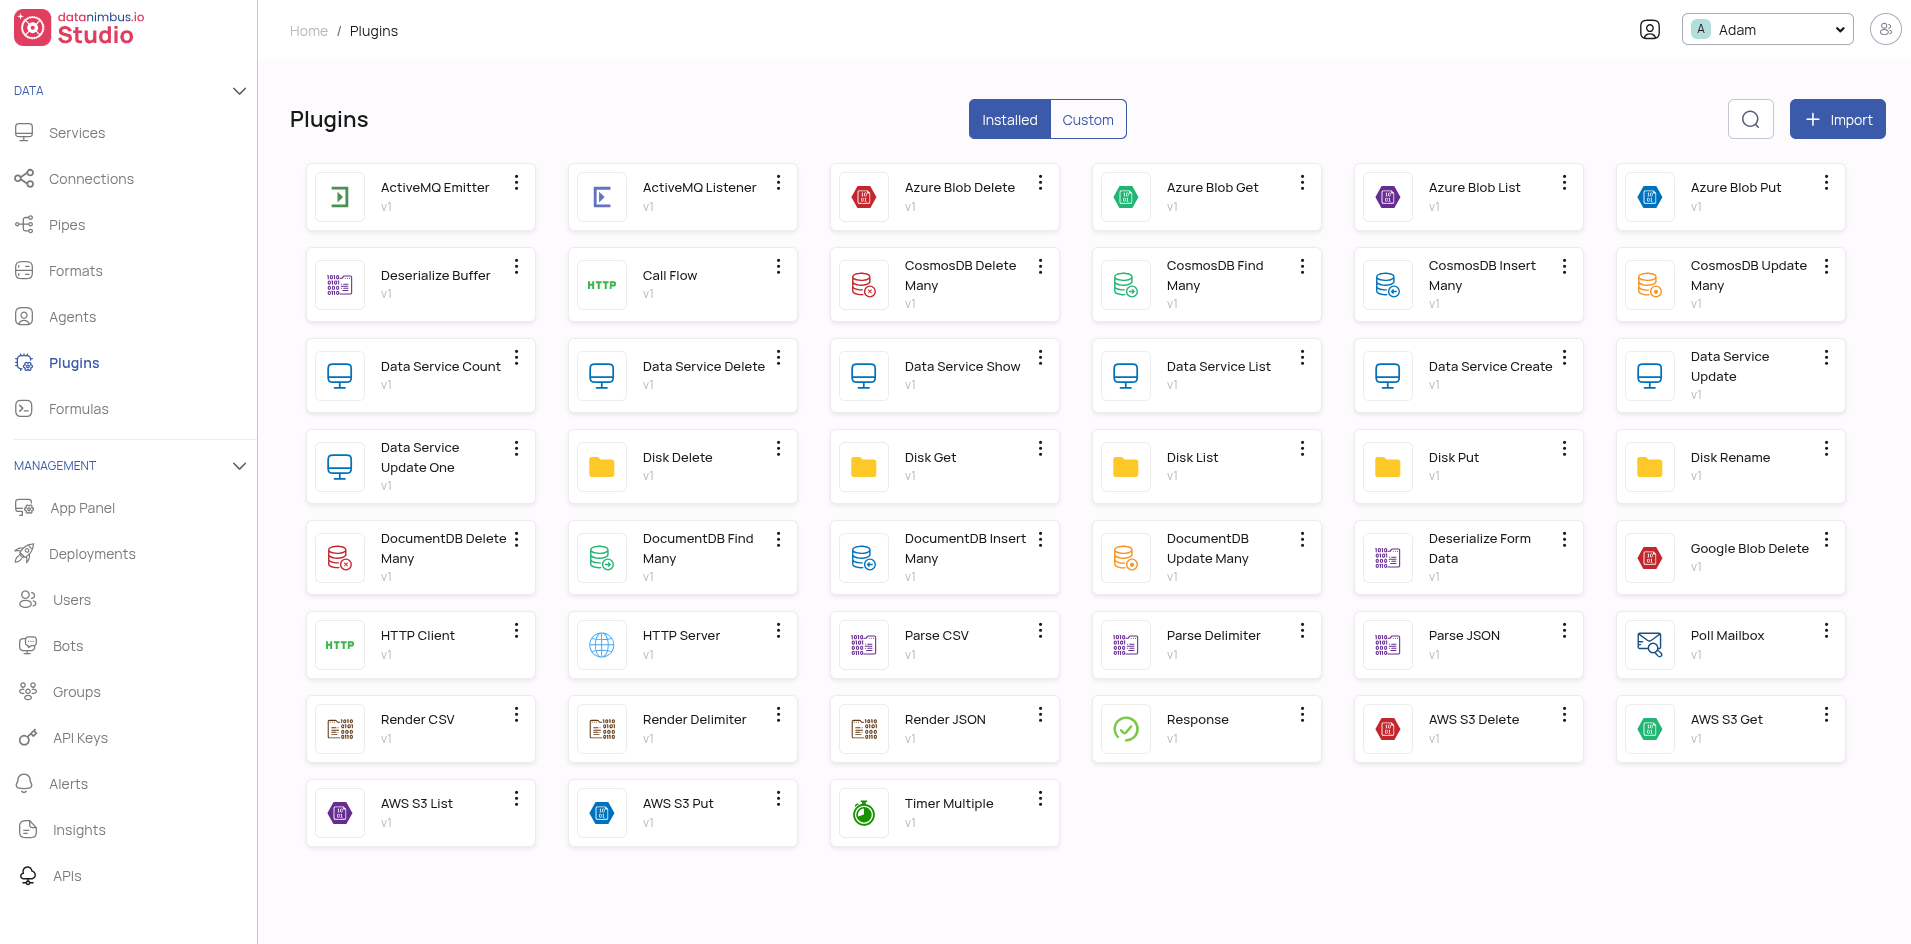 datanimbus.io
Studio
Home / Plugins
A Adam
DATA
Services
Connections
Pipes
Formats
Agents
Plugins
Formulas
MANAGEMENT
App Panel
Deployments
Users
Bots
Groups
API Keys
Alerts
Insights
APIs
Plugins
Installed
Custom
Import
ActiveMQ Emitter
v1
ActiveMQ Listener
v1
Azure Blob Delete
v1
Azure Blob Get
v1
Azure Blob List
v1
Azure Blob Put
v1
Deserialize Buffer
v1
HTTP
Call Flow
v1
CosmosDB Delete
Many
v1
CosmosDB Find
Many
v1
CosmosDB Insert
Many
v1
CosmosDB Update
Many
v1
Data Service Count
v1
Data Service Delete
v1
Data Service Show
v1
Data Service List
v1
Data Service Create
v1
Data Service
Update
v1
Data Service
Update One
v1
Disk Delete
v1
Disk Get
v1
Disk List
v1
Disk Put
v1
Disk Rename
v1
DocumentDB Delete
Many
v1
DocumentDB Find
Many
v1
DocumentDB Insert
Many
v1
DocumentDB
Update Many
v1
Deserialize Form
Data
v1
Google Blob Delete
v1
HTTP
HTTP Client
v1
HTTP Server
v1
Parse CSV
v1
Parse Delimiter
v1
Parse JSON
v1
Poll Mailbox
v1
Render CSV
v1
Render Delimiter
v1
Render JSON
v1
Response
v1
AWS S3 Delete
v1
AWS S3 Get
v1
AWS S3 List
v1
AWS S3 Put
v1
Timer Multiple
v1